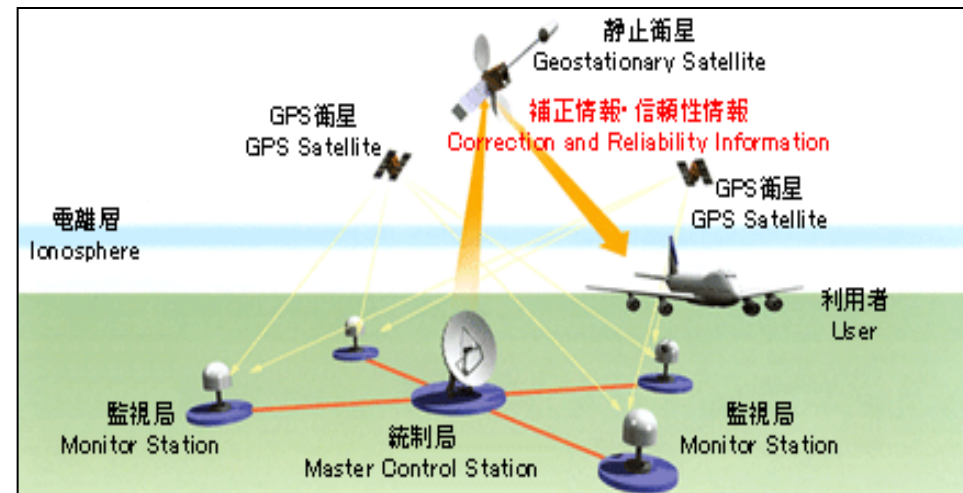 静止衛星
Geostationary Satellite
補正情報・信頼性情報
Correction and Reliability Information
GPS衛星
GPS Satellite
GPS衛星
GPS Satellite
電離層
Ionosphere
利用者
User
監視局
Monitor Station
統制局
Master Control Station
監視局
Monitor Station